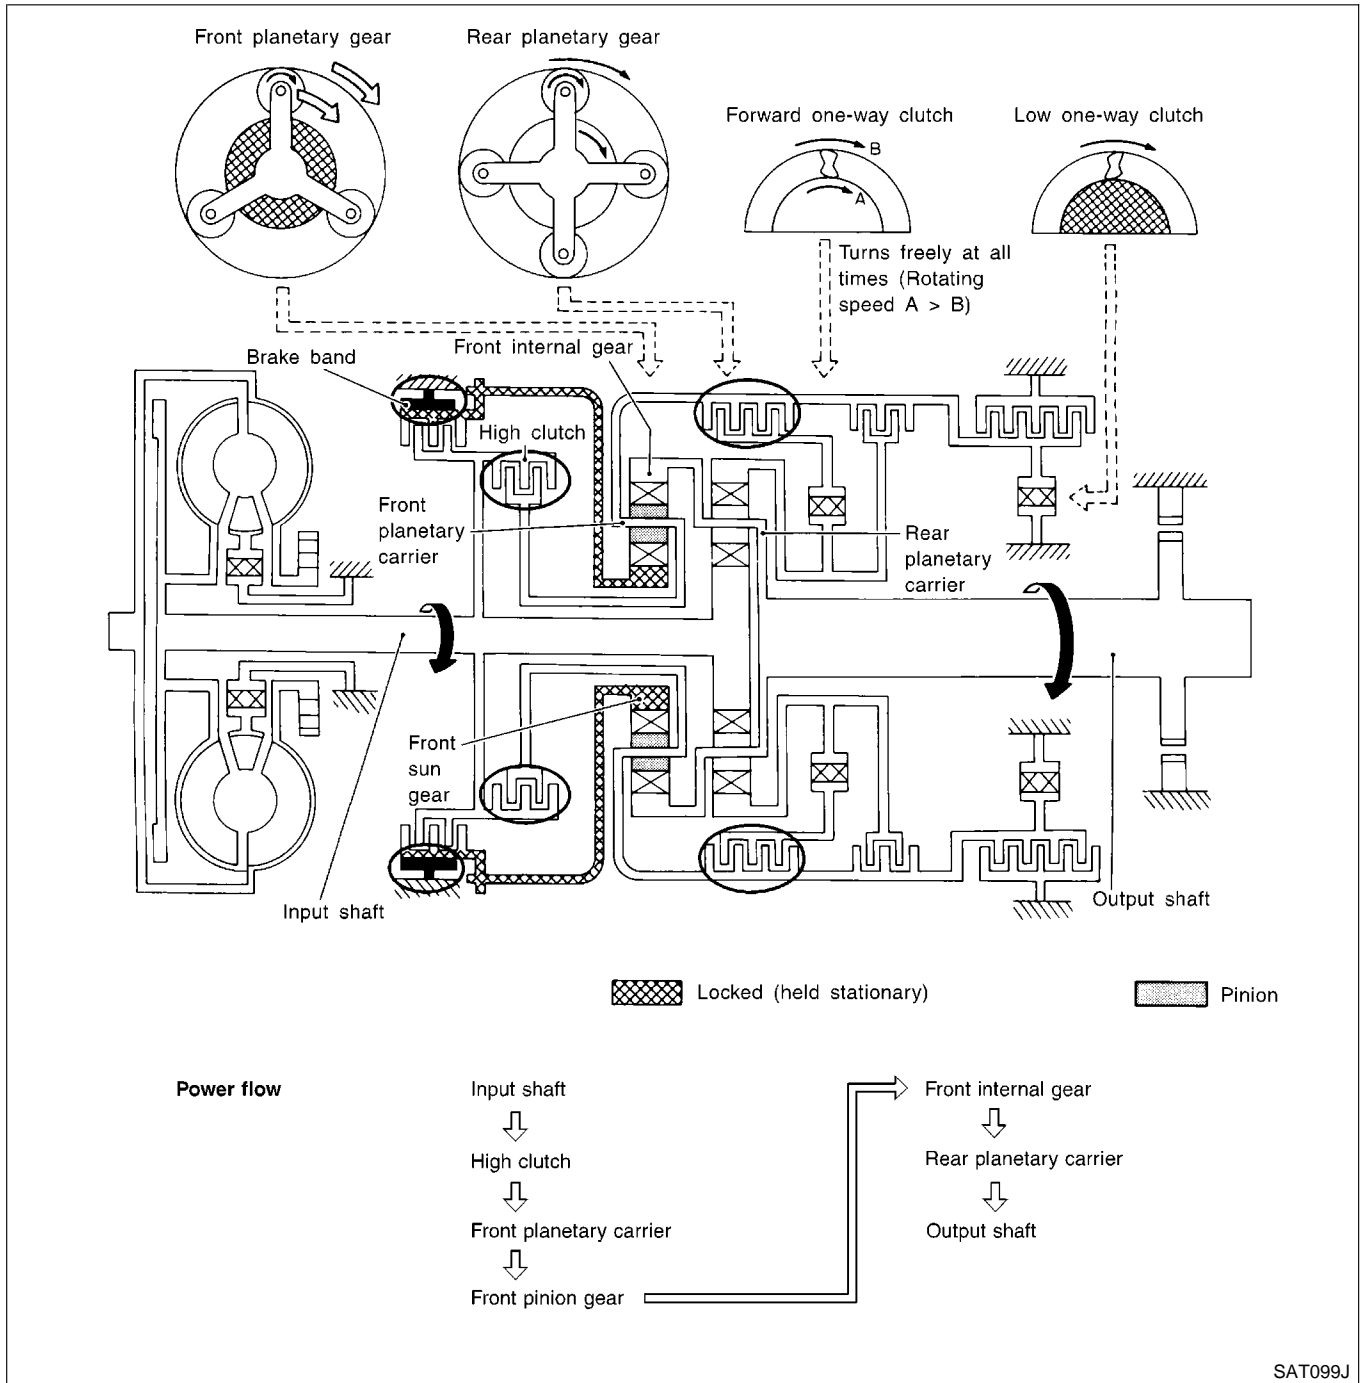 Front planetary gear
Rear planetary gear
Forward one-way clutch
Low one-way clutch
B
A
Turns freely at all
times (Rotating
speed A > B)
Front internal gear
Brake band
High clutch
Front
planetary
carrier
Rear
planetary
carrier
Front
sun
gear
Input shaft
Output shaft
Locked (held stationary)
Pinion
Power flow
Input shaft
High clutch
Front planetary carrier
Front pinion gear
Front internal gear
Rear planetary carrier
Output shaft
SAT099J